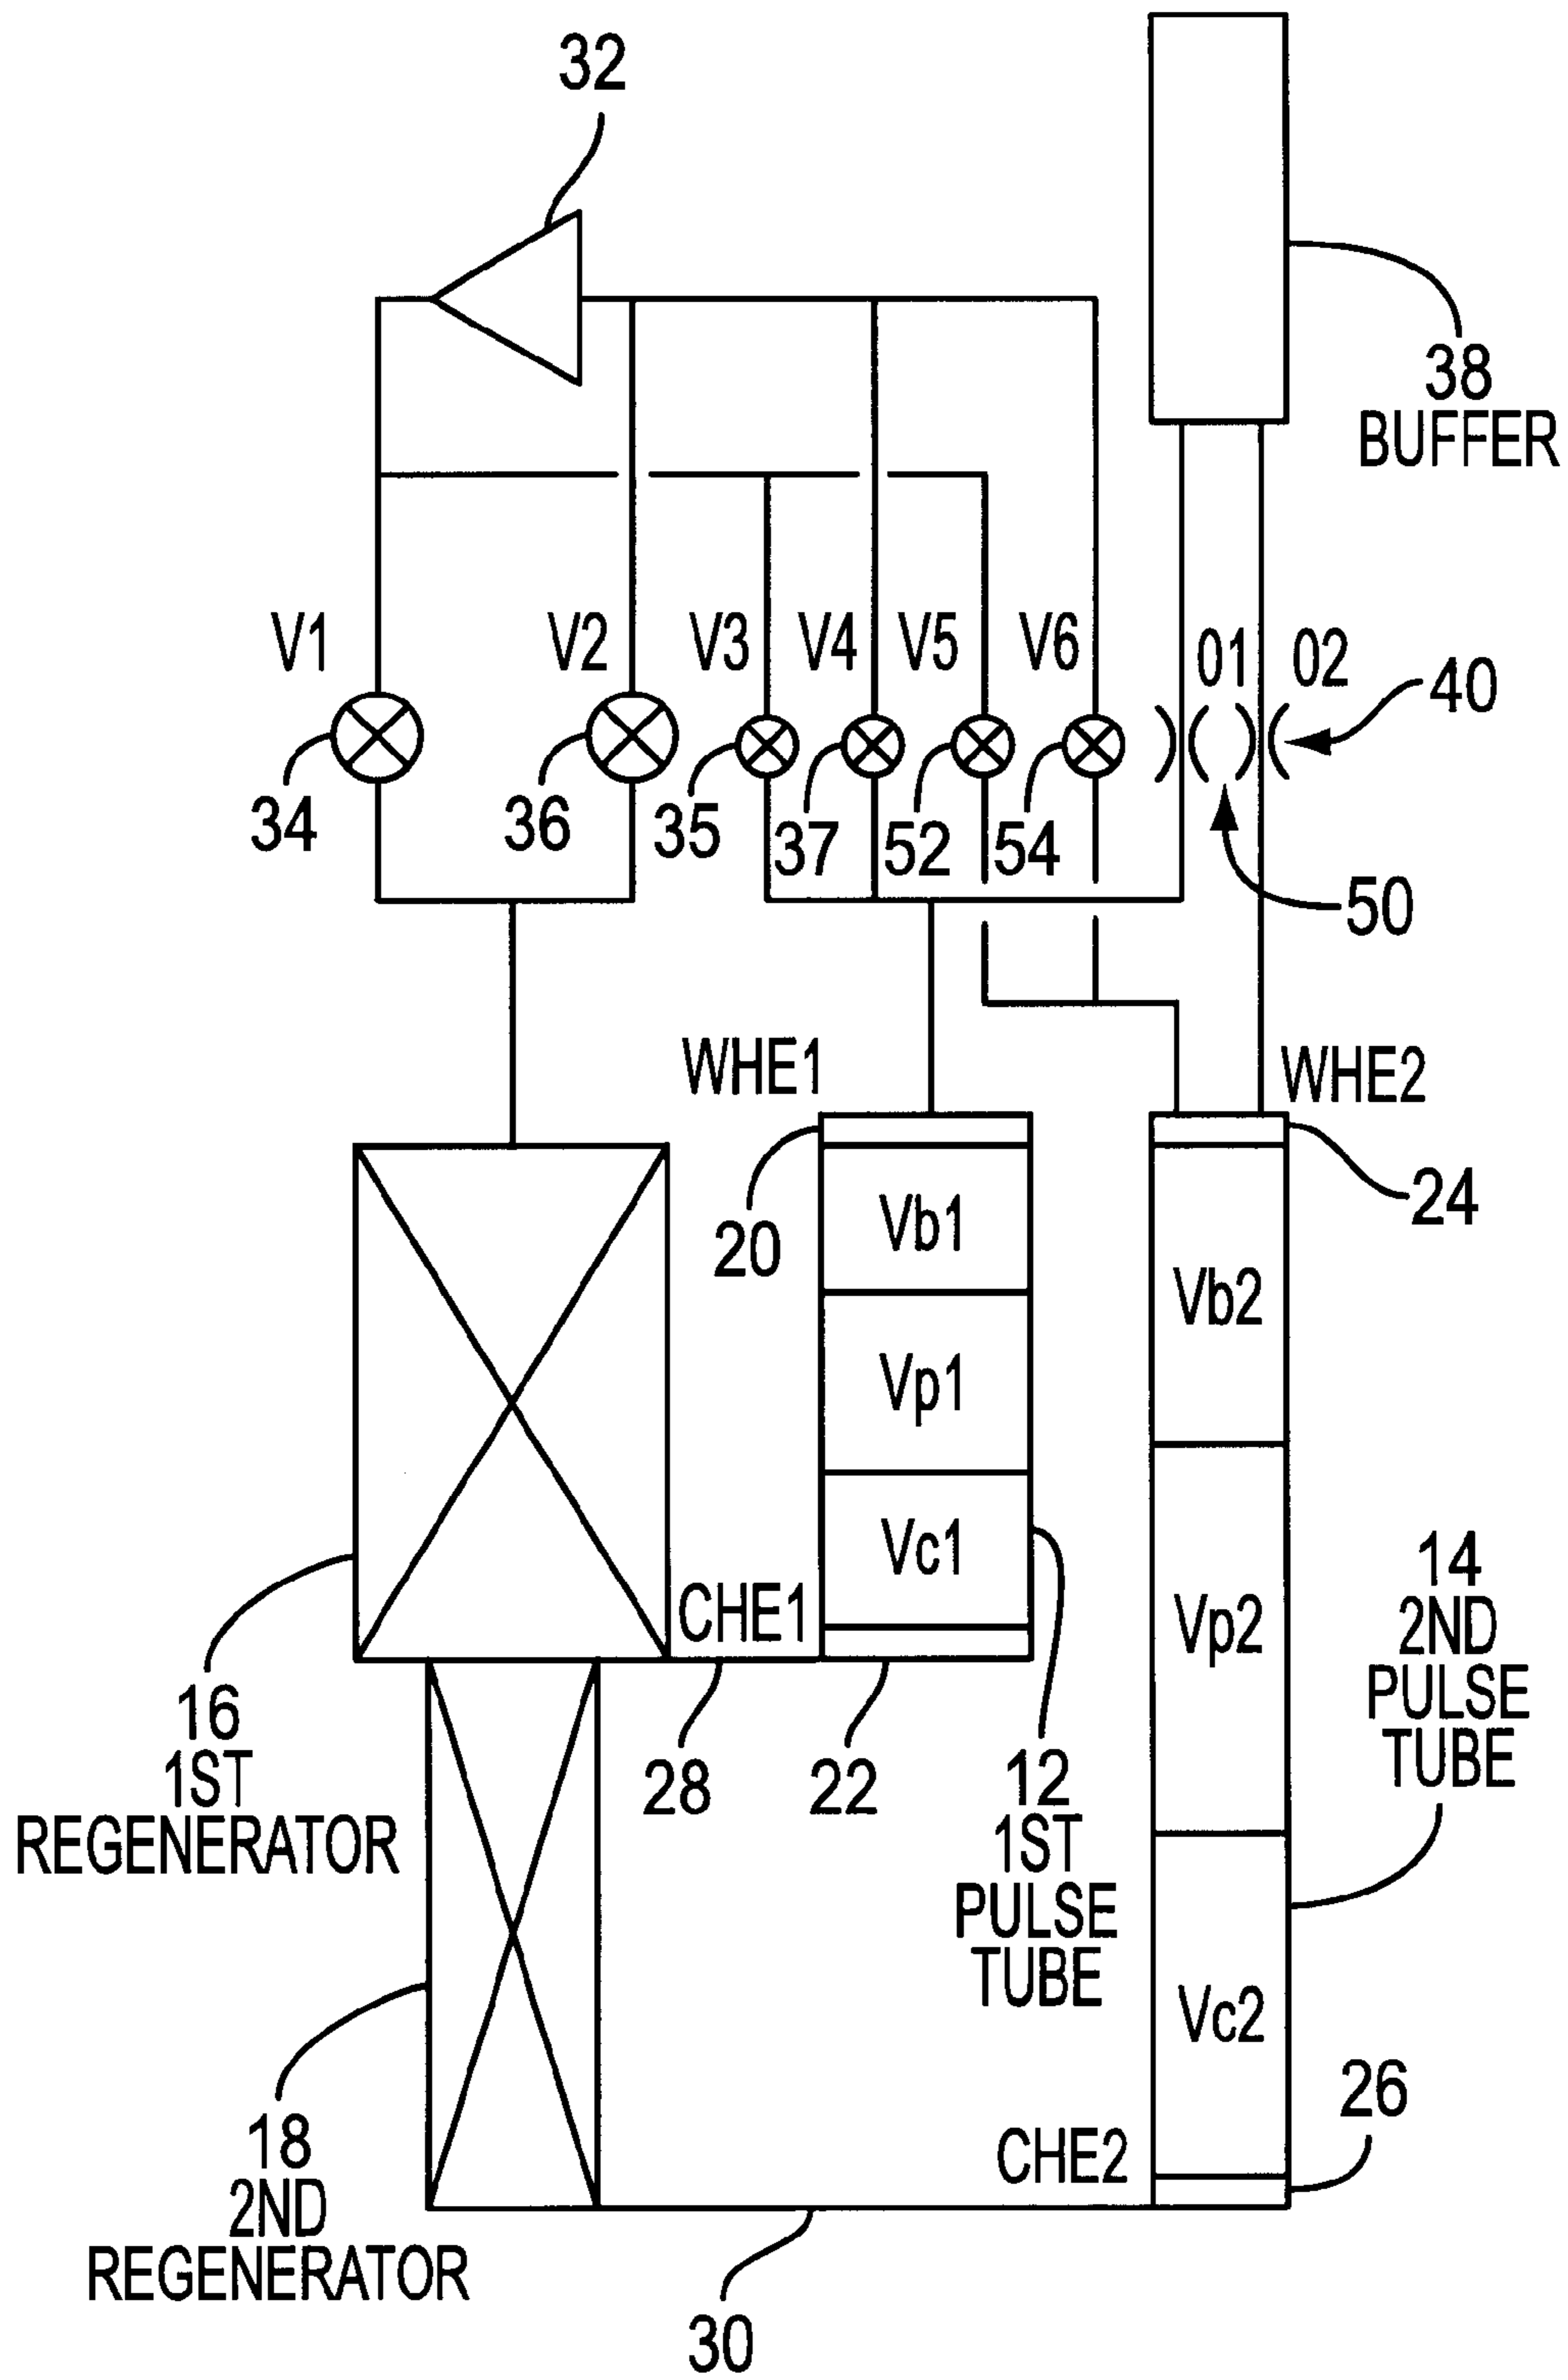 32
38
BUFFER
V1
V2
V3
V4
V5
V6
01
02
40
34
36
35
37
52
54
50
WHE1
WHE2
20
24
Vb1
Vb2
Vp1
Vc1
CHE1
Vp2
14
2ND
PULSE
TUBE
16
1ST
REGENERATOR
28
22
12
1ST
PULSE
TUBE
Vc2
26
CHE2
18
2ND
REGENERATOR
30